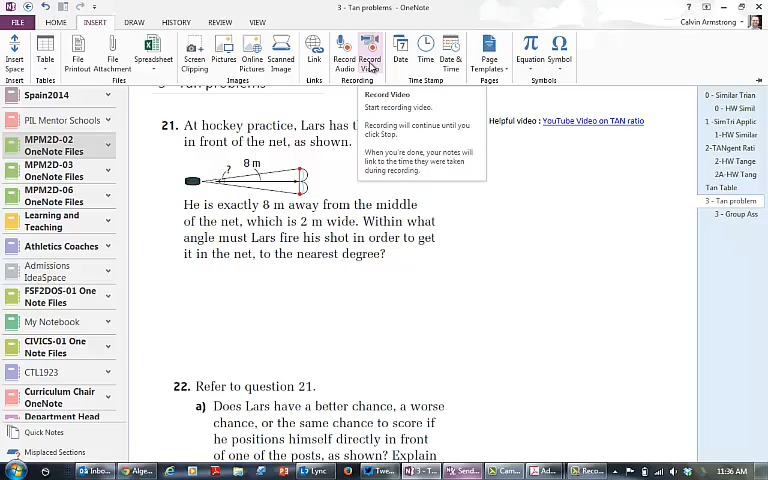 3 - Tan problems - OneNote
Calvin Armstrong
FILE HOME INSERT DRAW HISTORY REVIEW VIEW
Insert Space
Table
File Printout
File Attachment
Spreadsheet
Screen Clipping
Pictures
Online Pictures
Scanned Image
Link
Record Audio
Record Video
Date
Time
Date & Time
Page Templates
Equation
Symbol
Insert Tables Files Images Links Recording Time Stamp Pages Symbols
Record Video
Start recording video.
Recording will continue until you
click Stop.
When you're done, your notes will
link to the time they were taken
during recording.
Spain2014
PIL Mentor Schools
MPM2D-02
OneNote Files
MPM2D-03
OneNote Files
MPM2D-06
OneNote Files
Learning and
Teaching
Athletics Coaches
Admissions
IdeaSpace
FSF2DOS-01 One
Note Files
My Notebook
CIVICS-01 One
Note Files
CTL1923
Curriculum Chair
OneNote
Department Head
Quick Notes
Misplaced Sections
21. At hockey practice, Lars has t
in front of the net, as shown.
8 m
?
He is exactly 8 m away from the middle
of the net, which is 2 m wide. Within what
angle must Lars fire his shot in order to get
it in the net, to the nearest degree?
22. Refer to question 21.
a) Does Lars have a better chance, a worse
chance, or the same chance to score if
he positions himself directly in front
of one of the posts, as shown? Explain
Helpful video : YouTube Video on TAN ratio
0 - Similar Trian
0 - HW Simil
1 -SimTri Applic
1-HW Similar
2-TANgent Rati
2-HW Tange
2A-HW Tang
Tan Table
3 - Tan problem
3 - Group Ass
Inbo...
Alge...
Lync
Twe...
3 - T...
Send...
Cam...
Ad...
Reco...
11:36 AM